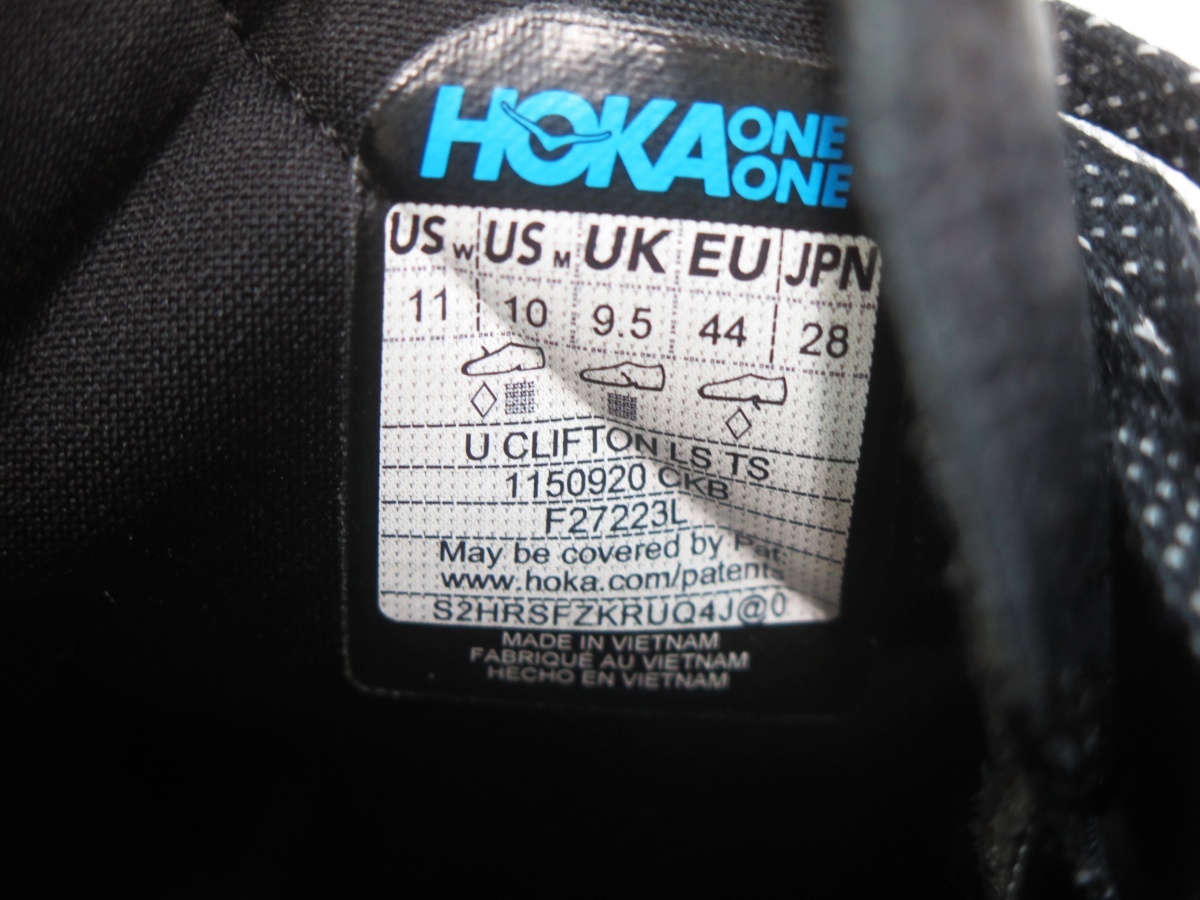 HOKA ONE ONE
US W US M UK EU JPN
11 10 9.5 44 28
U CLIFTON LS TS
1150920 CKB
F27223L
May be covered by Pat.
www.hoka.com/patents
S2HRSFZKRUQ4J@0
MADE IN VIETNAM
FABRIQUÉ AU VIETNAM
HECHO EN VIETNAM